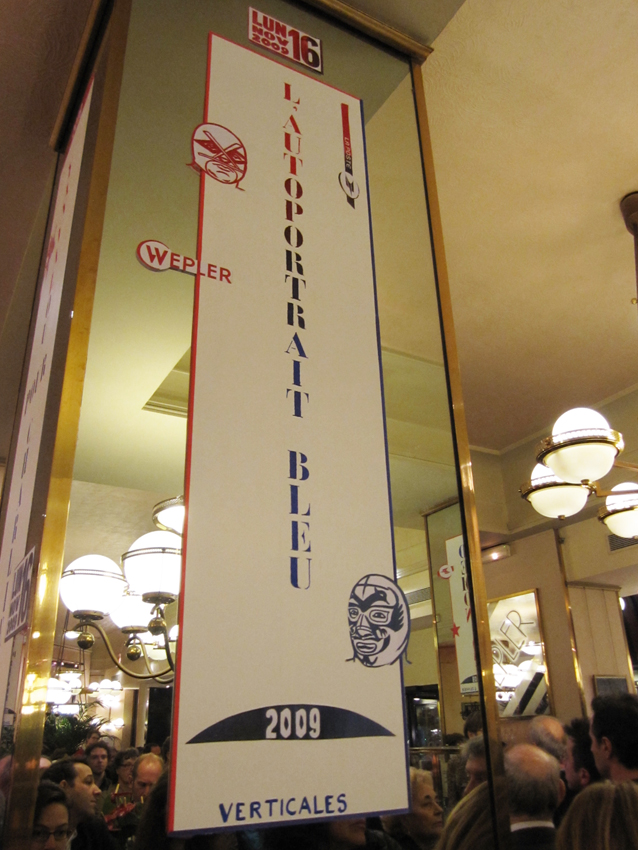 LUN
NOV
2009
16
L'AUTOPORTRAIT BLEU
WEPLER
2009
VERTICALES